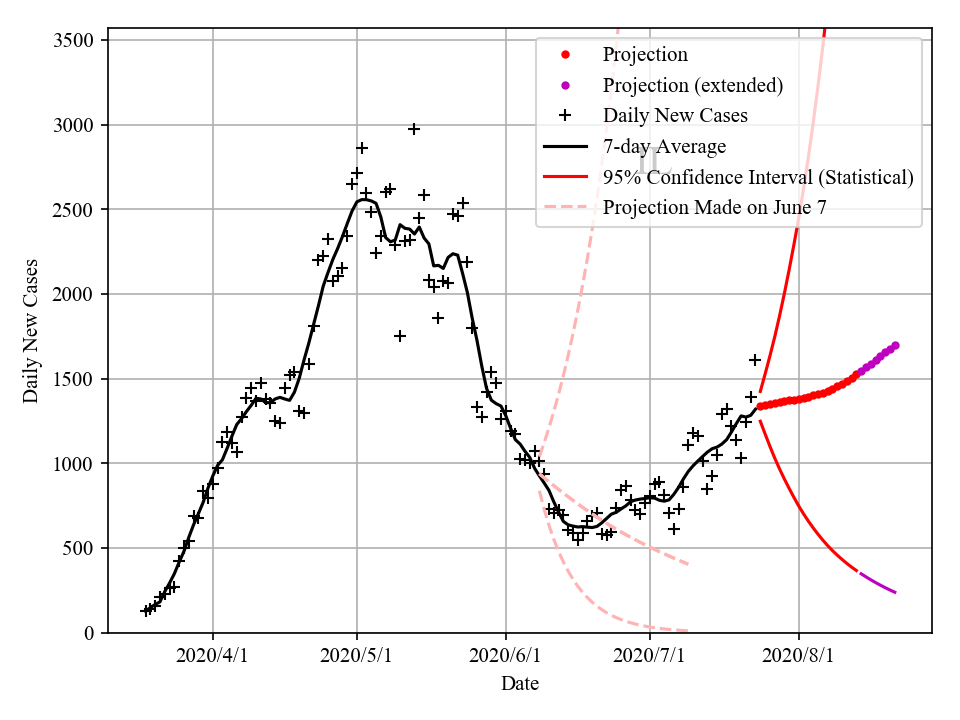 3500
3000
2500
2000
1500
1000
500
0
Daily New Cases
2020/4/1
2020/5/1
2020/6/1
2020/7/1
2020/8/1
Date
IL
Projection
Projection (extended)
Daily New Cases
7-day Average
95% Confidence Interval (Statistical)
Projection Made on June 7